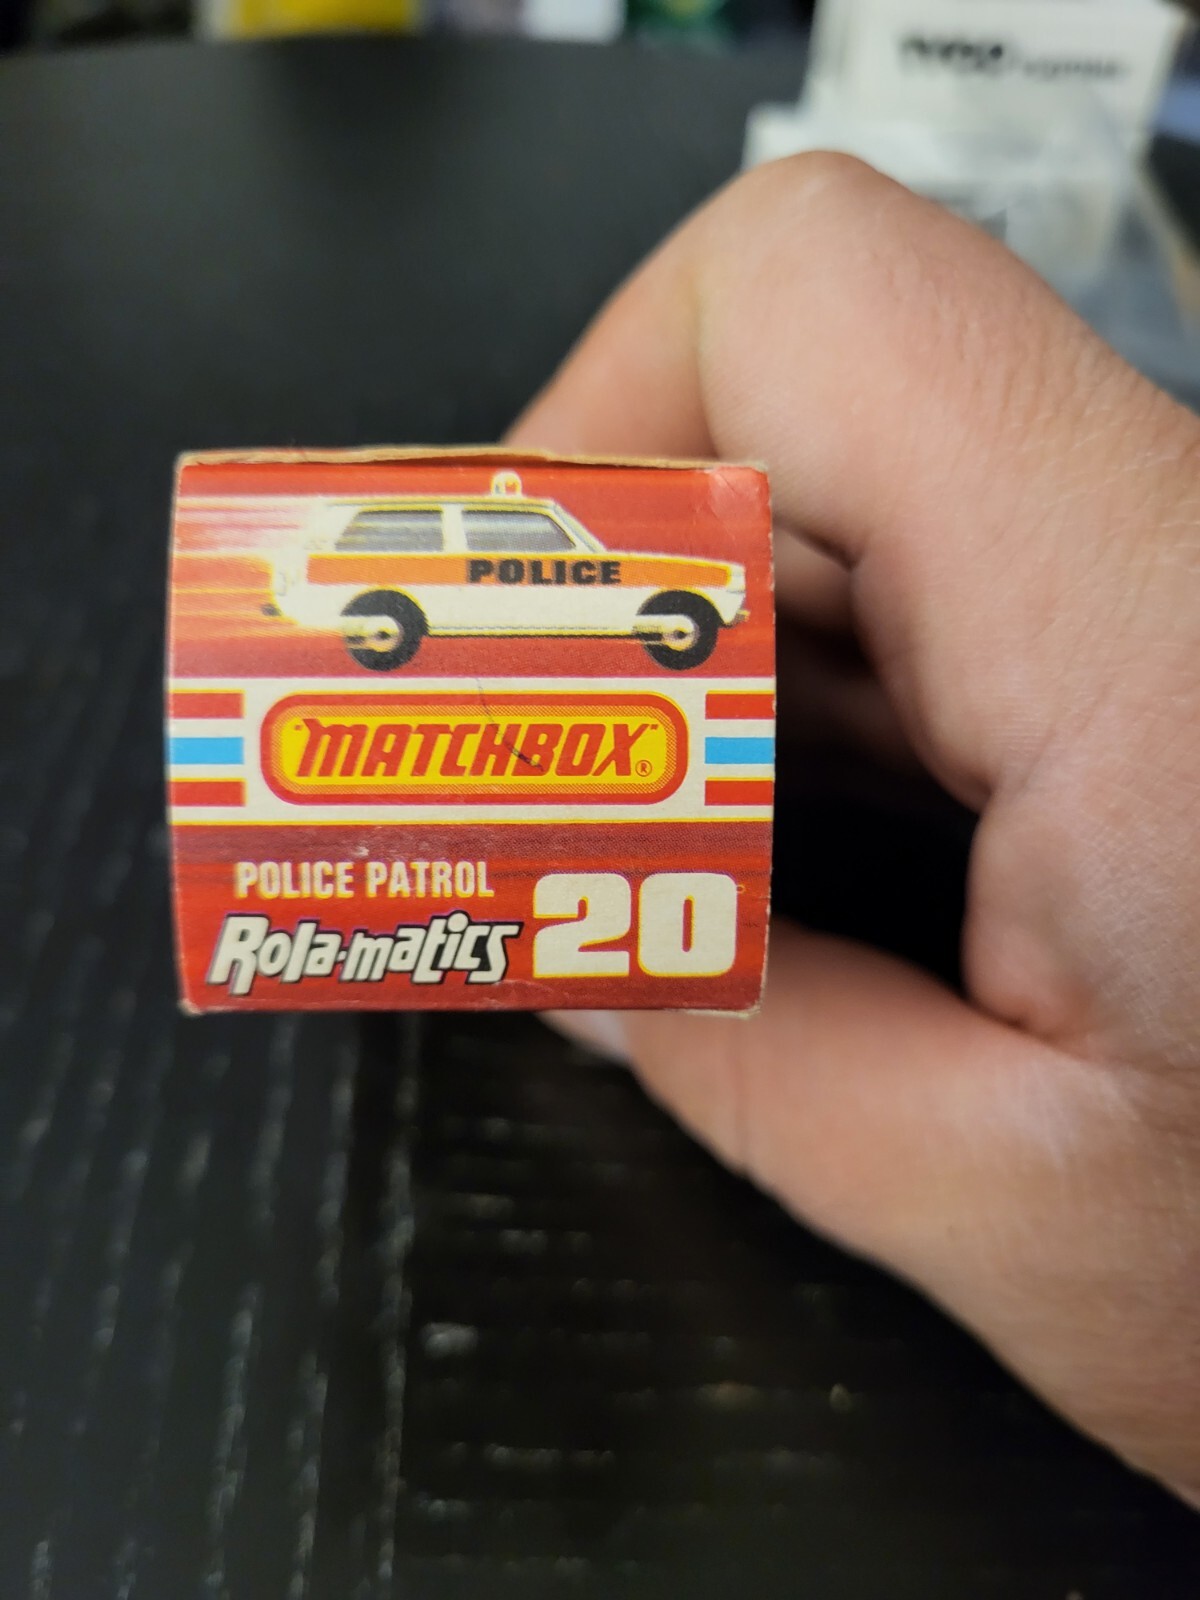 POLICE
"MATCHBOX"®
POLICE PATROL
Rola-matics
20